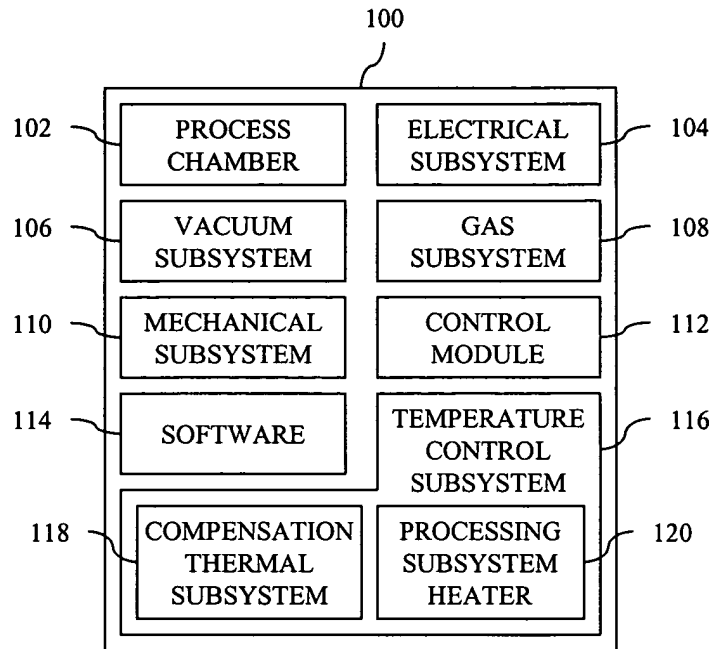 100
102
PROCESS
CHAMBER
ELECTRICAL
SUBSYSTEM
104
106
VACUUM
SUBSYSTEM
GAS
SUBSYSTEM
108
110
MECHANICAL
SUBSYSTEM
CONTROL
MODULE
112
114
SOFTWARE
TEMPERATURE
CONTROL
SUBSYSTEM
116
118
COMPENSATION
THERMAL
SUBSYSTEM
PROCESSING
SUBSYSTEM
HEATER
120